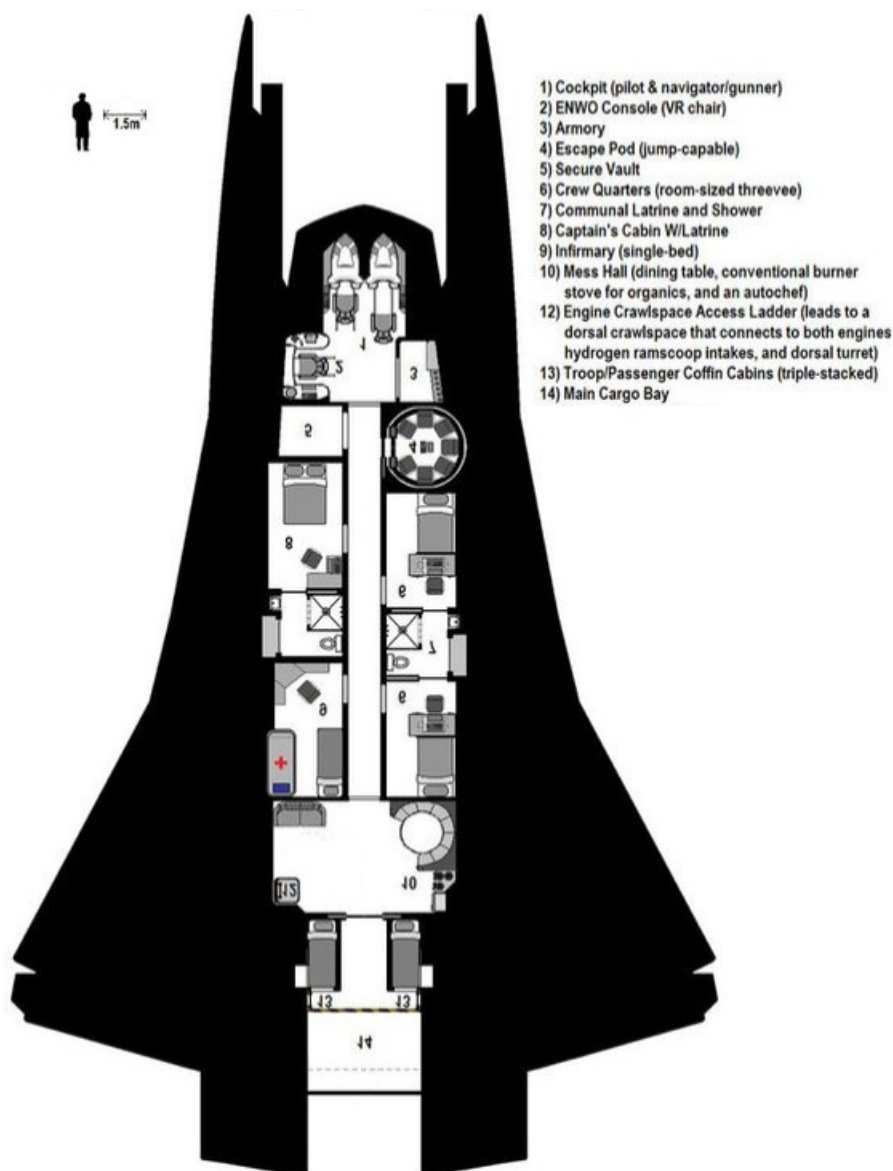 1) Cockpit (pilot & navigator/gunner)
2) ENWO Console (VR chair)
3) Armory
4) Escape Pod (jump-capable)
5) Secure Vault
6) Crew Quarters (room-sized threevee)
7) Communal Latrine and Shower
8) Captain's Cabin W/Latrine
9) Infirmary (single-bed)
10) Mess Hall (dining table, conventional burner
stove for organics, and an autochef)
12) Engine Crawlspace Access Ladder (leads to a
dorsal crawlspace that connects to both engines
hydrogen ramscoop intakes, and dorsal turret)
13) Troop/Passenger Coffin Cabins (triple-stacked)
14) Main Cargo Bay
1.5m
1
2
3
5
4
8
6
7
9
6
10
12
13
13
14